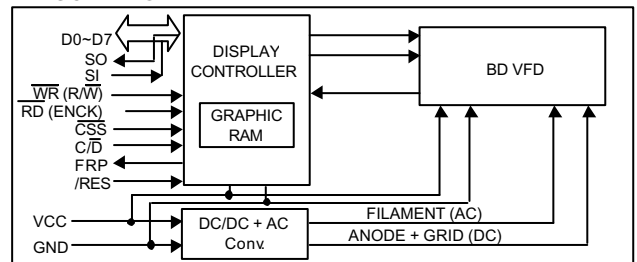 D0~D7
SO
SI
WR (R/W)
RD (ENCK)
CSS
C/D
FRP
/RES
VCC
GND
DISPLAY
CONTROLLER
GRAPHIC
RAM
BD VFD
DC/DC + AC
Conv.
FILAMENT (AC)
ANODE + GRID (DC)